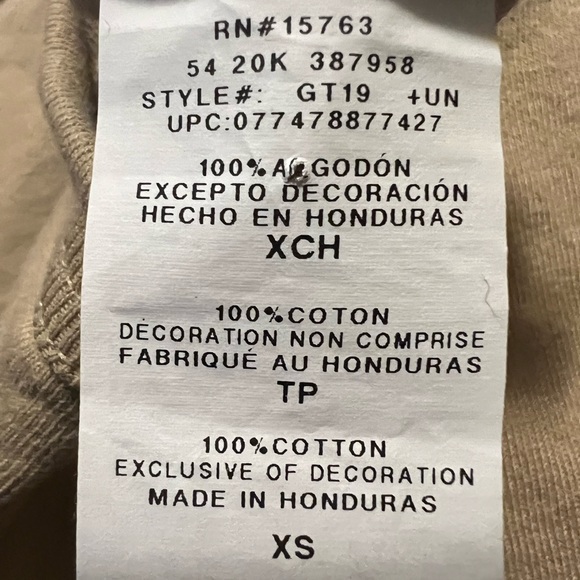 RN#15763
54 20K 387958
STYLE#: GT19 +UN
UPC:077478877427
100% ALGODÓN
EXCEPTO DECORACIÓN
HECHO EN HONDURAS
XCH
100%COTON
DÉCORATION NON COMPRISE
FABRIQUÉ AU HONDURAS
TP
100%COTTON
EXCLUSIVE OF DECORATION
MADE IN HONDURAS
XS